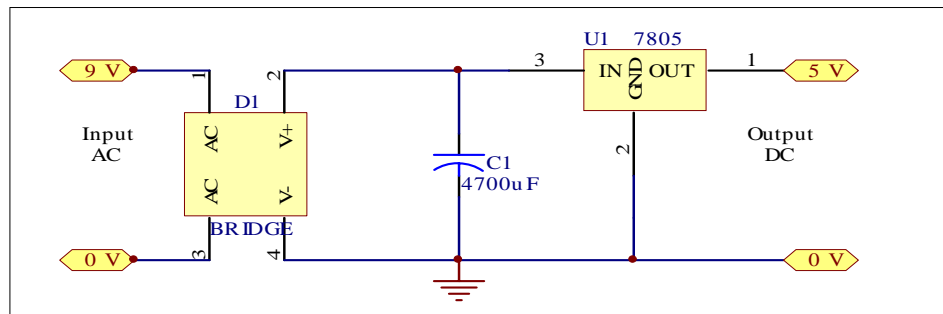 U1 7805
9 V
1
2
3
IN
GND
OUT
1
5 V
D1
Input
AC
AC
V+
Output
DC
C1
4700uF
2
AC
V-
BRIDGE
0 V
3
4
0 V